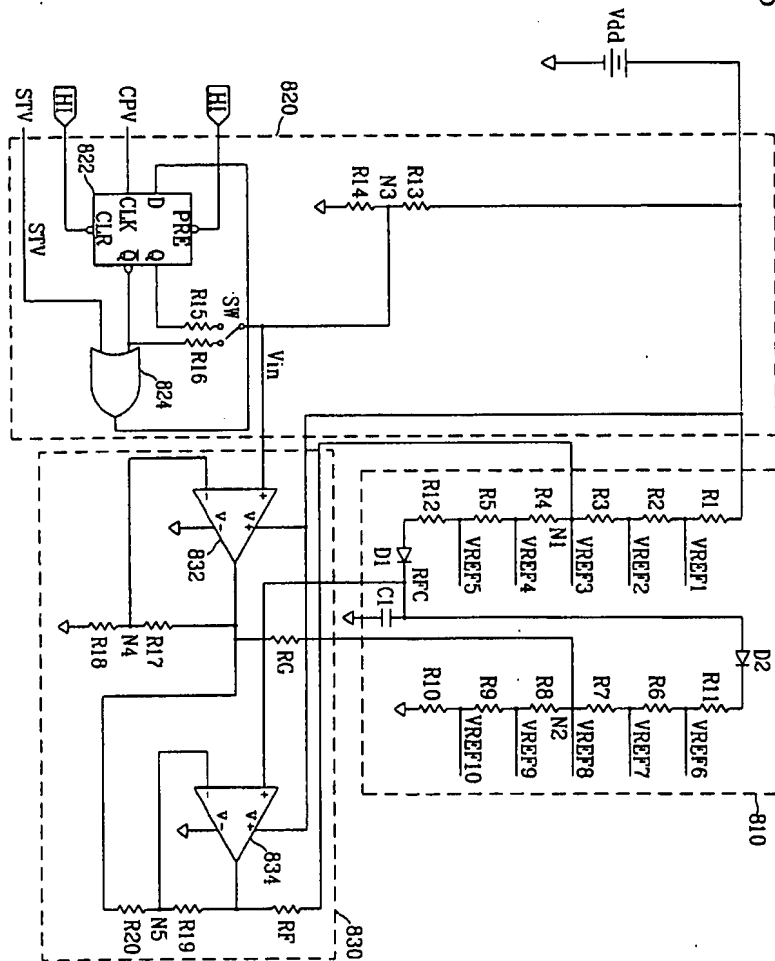 Vdd
820
HI
HI
STV
CPV
STV
822
PRE
D
CLK
CLR
Q
Q̄
R13
N3
R14
SW
R15
R16
Vin
824
810
R1
VREF1
R2
VREF2
R3
VREF3
N1
R4
VREF4
R5
VREF5
R12
D1
RFC
C1
D2
R11
VREF6
R6
VREF7
R7
VREF8
N2
R8
VREF9
R9
VREF10
R10
830
+
-
V+
V-
832
R17
N4
R18
RG
+
-
V+
V-
834
RF
R19
N5
R20